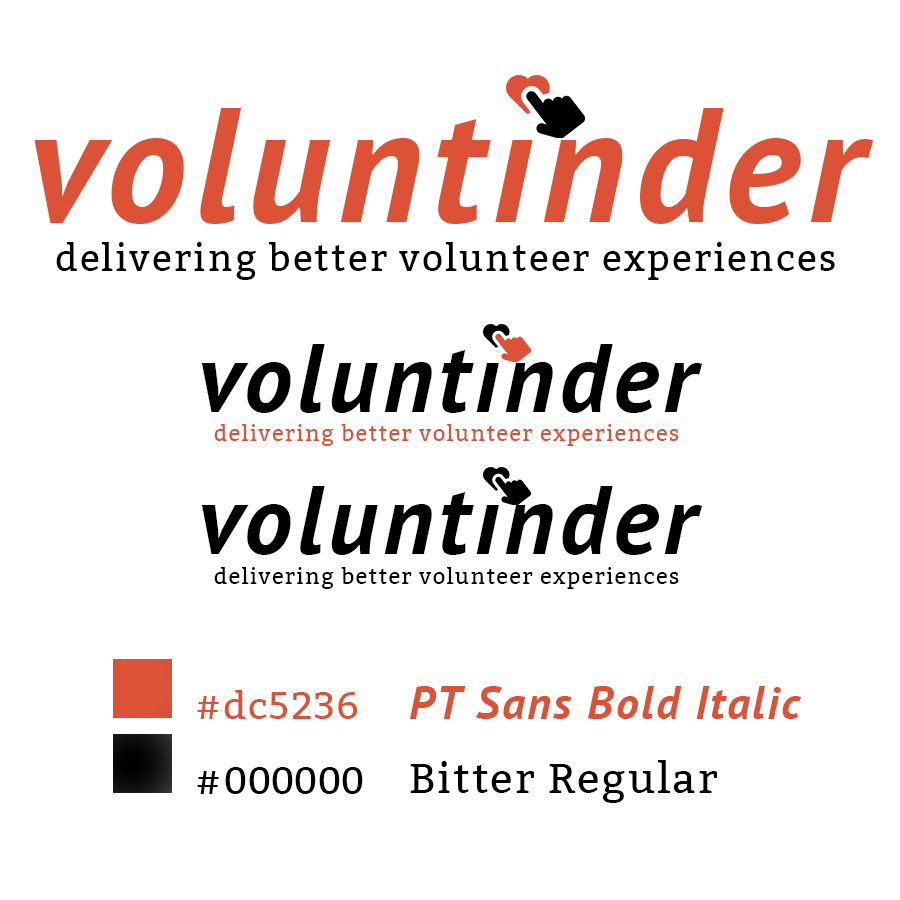 voluntinder
delivering better volunteer experiences
voluntinder
delivering better volunteer experiences
voluntinder
delivering better volunteer experiences
#dc5236 PT Sans Bold Italic
#000000 Bitter Regular